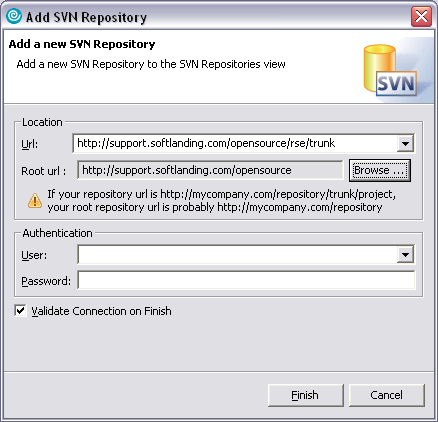 Add SVN Repository
Add a new SVN Repository
Add a new SVN Repository to the SVN Repositories view
SVN
Location
Url: http://support.softlanding.com/opensource/rse/trunk
Root url : http://support.softlanding.com/opensource Browse ...
If your repository url is http://mycompany.com/repository/trunk/project,
your root repository url is probably http://mycompany.com/repository
Authentication
User:
Password:
Validate Connection on Finish
Finish Cancel